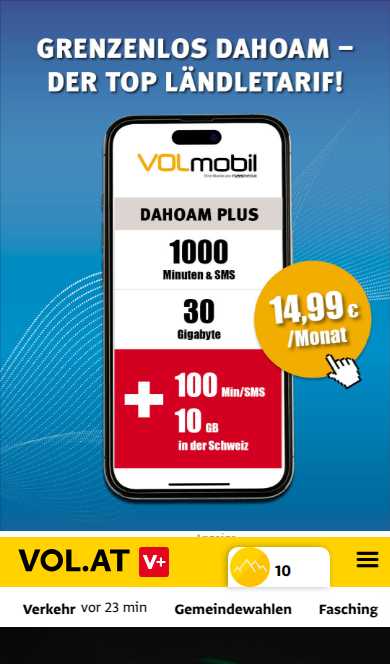 GRENZENLOS DAHOAM –
DER TOP LÄNDLETARIF!
VOLmobil
DAHOAM PLUS
1000
Minuten & SMS
30
Gigabyte
14,99 €
/Monat
100 Min/SMS
10 GB
in der Schweiz
VOL.AT V+
10
Verkehr vor 23 min Gemeindewahlen Fasching